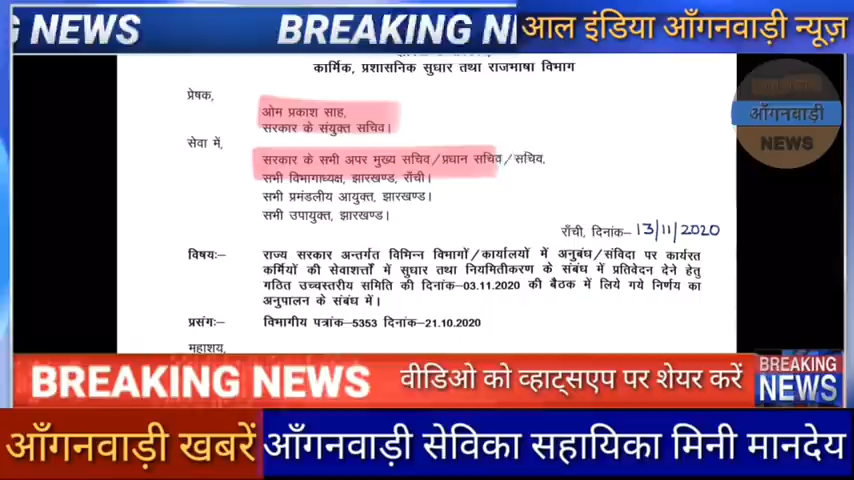 NEWS
BREAKING NEWS
आल इंडिया आँगनवाड़ी न्यूज़
कार्मिक, प्रशासनिक सुधार तथा राजभाषा विभाग
प्रेषक,
ओम प्रकाश साह,
सरकार के संयुक्त सचिव।
सेवा में,
सरकार के सभी अपर मुख्य सचिव/प्रधान सचिव/सचिव,
सभी विभागाध्यक्ष, झारखण्ड, राँची।
सभी प्रमंडलीय आयुक्त, झारखण्ड।
सभी उपायुक्त, झारखण्ड।
राँची, दिनांक– 13/11/2020
विषयः– राज्य सरकार अन्तर्गत विभिन्न विभागों/कार्यालयों में अनुबंध/संविदा पर कार्यरत
कर्मियों की सेवाशर्त्तों में सुधार तथा नियमितीकरण के संबंध में प्रतिवेदन देने हेतु
गठित उच्चस्तरीय समिति की दिनांक–03.11.2020 की बैठक में लिये गये निर्णय का
अनुपालन के संबंध में।
प्रसंगः– विभागीय पत्रांक–5353 दिनांक–21.10.2020
महाशय,
आँगनवाड़ी
NEWS
BREAKING NEWS
वीडियो को व्हाट्सएप पर शेयर करें
BREAKING
NEWS
आँगनवाड़ी खबरें
आँगनवाड़ी सेविका सहायिका मिनी मानदेय